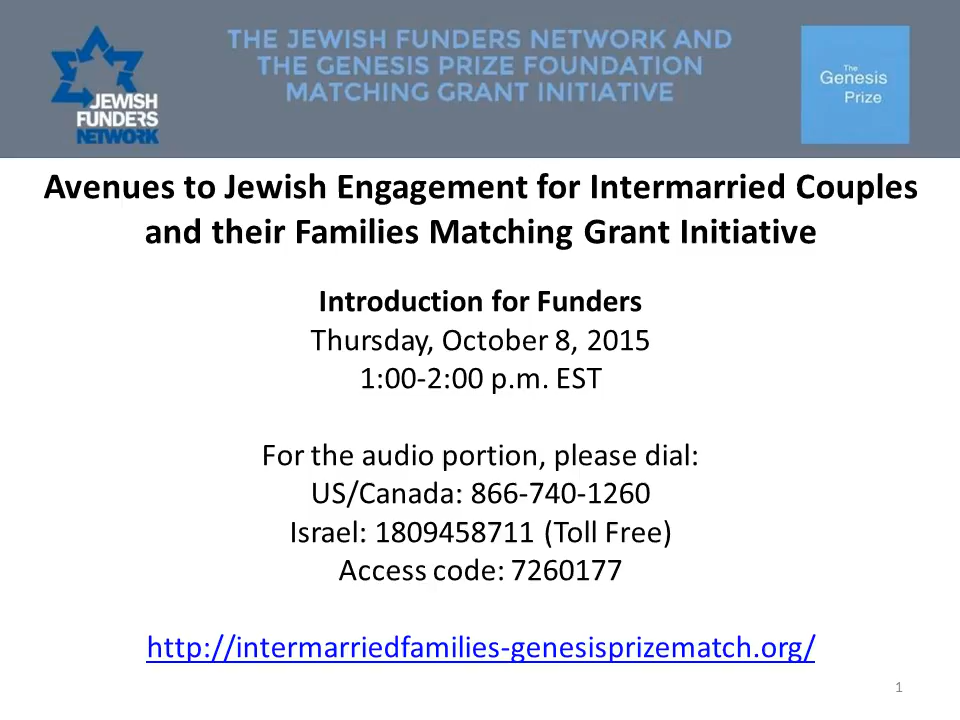 THE JEWISH FUNDERS NETWORK AND
THE GENESIS PRIZE FOUNDATION
MATCHING GRANT INITIATIVE
JEWISH
FUNDERS
NETWORK
The
Genesis
Prize
Avenues to Jewish Engagement for Intermarried Couples
and their Families Matching Grant Initiative
Introduction for Funders
Thursday, October 8, 2015
1:00-2:00 p.m. EST
For the audio portion, please dial:
US/Canada: 866-740-1260
Israel: 1809458711 (Toll Free)
Access code: 7260177
http://intermarriedfamilies-genesisprizematch.org/
1